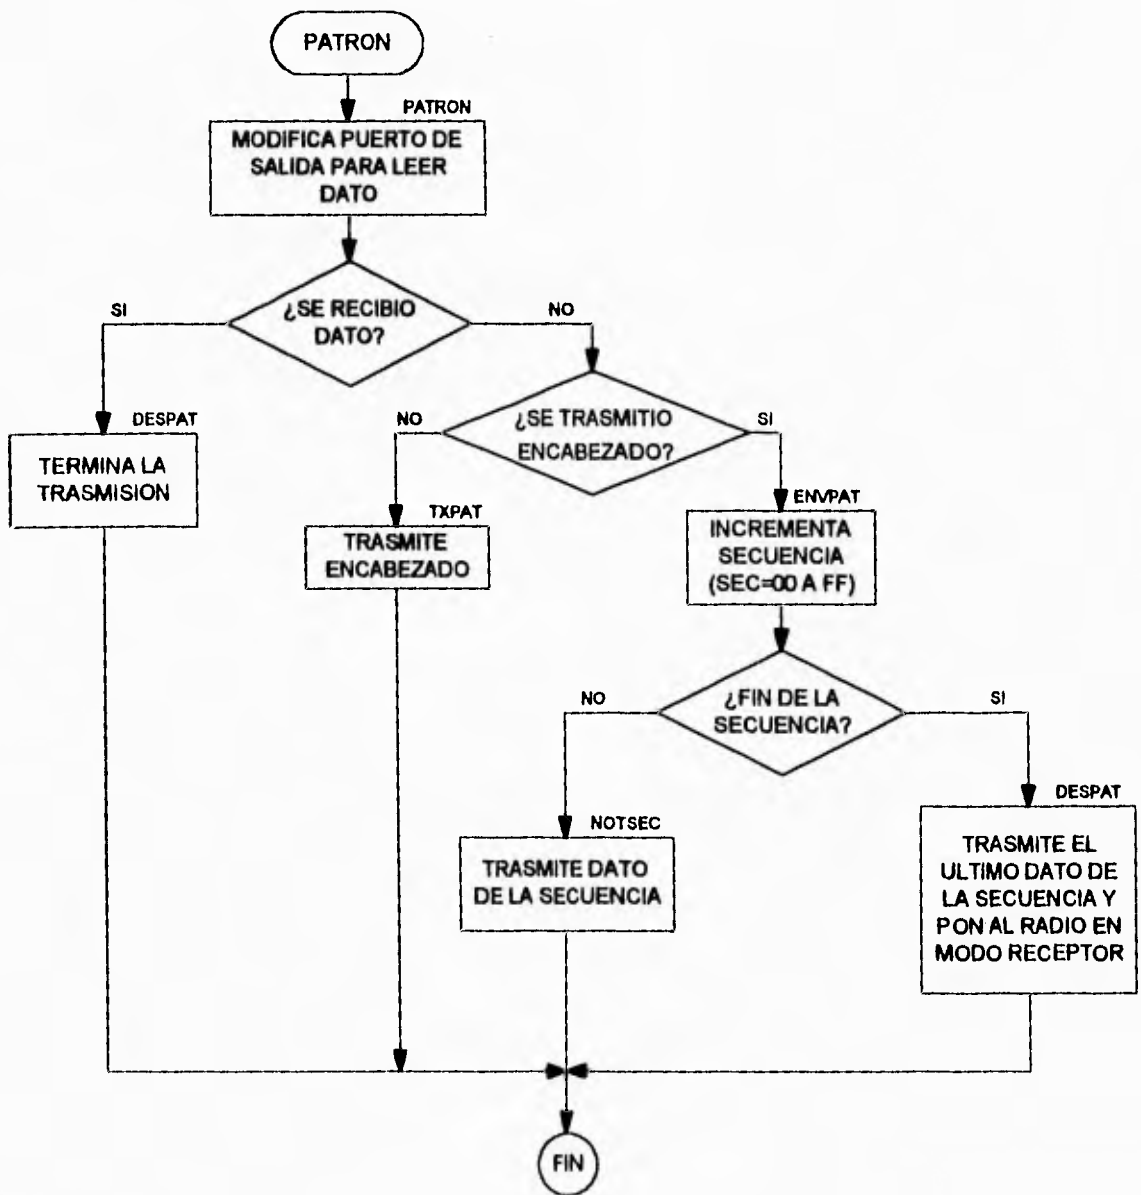 PATRON
PATRON
MODIFICA PUERTO DE
SALIDA PARA LEER
DATO
¿SE RECIBIO
DATO?
SI
NO
DESPAT
TERMINA LA
TRASMISION
¿SE TRASMITIO
ENCABEZADO?
NO
SI
TXPAT
TRASMITE
ENCABEZADO
ENVPAT
INCREMENTA
SECUENCIA
(SEC=00 A FF)
¿FIN DE LA
SECUENCIA?
NO
SI
NOTSEC
TRASMITE DATO
DE LA SECUENCIA
DESPAT
TRASMITE EL
ULTIMO DATO DE
LA SECUENCIA Y
PON AL RADIO EN
MODO RECEPTOR
FIN